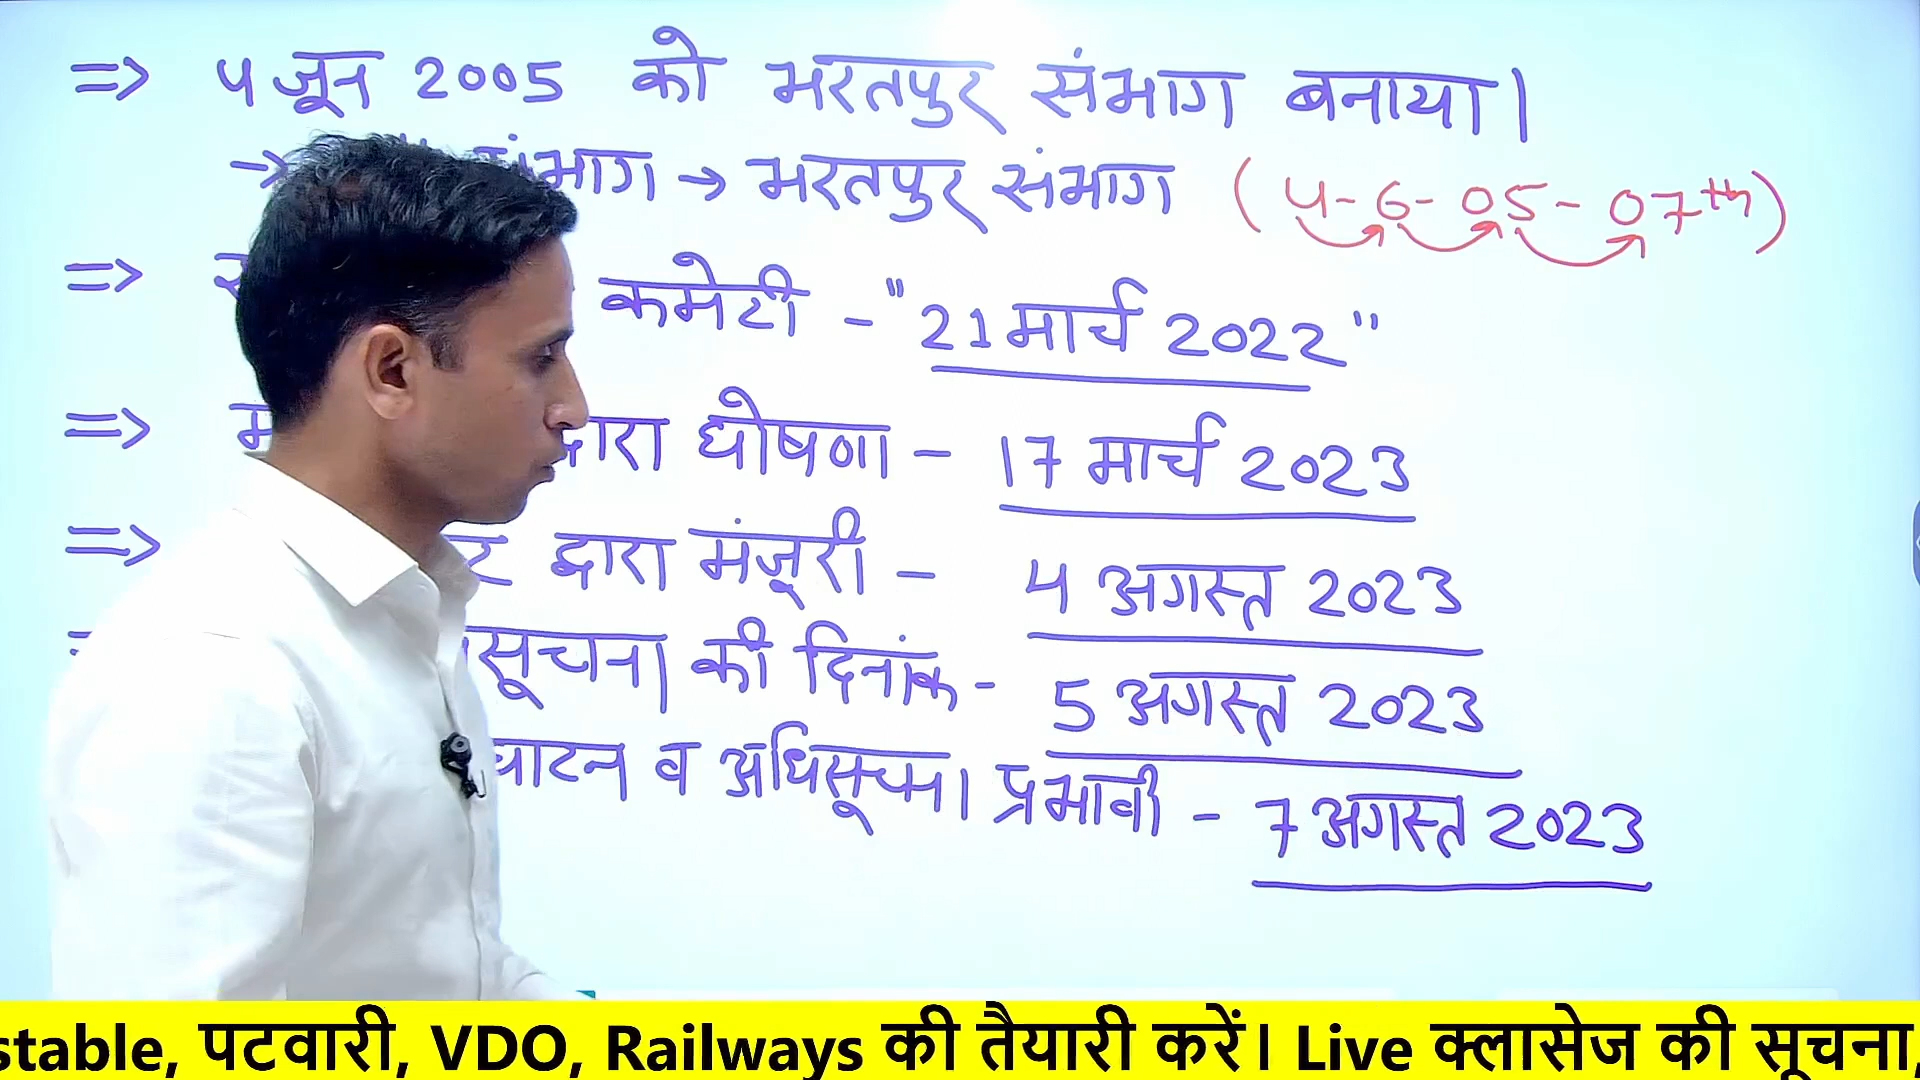 => 4 जून 2005 को भरतपुर संभाग बनाया।
→ संभाग → भरतपुर संभाग (4-6-05-07th)
=> कमेटी - "21 मार्च 2022"
=> द्वारा घोषणा - 17 मार्च 2023
=> द्वारा मंजूरी - 4 अगस्त 2023
सूचना की दिनांक - 5 अगस्त 2023
घाटन व अधिसूचना प्रभावी - 7 अगस्त 2023
stable, पटवारी, VDO, Railways की तैयारी करें। Live क्लासेज की सूचना,